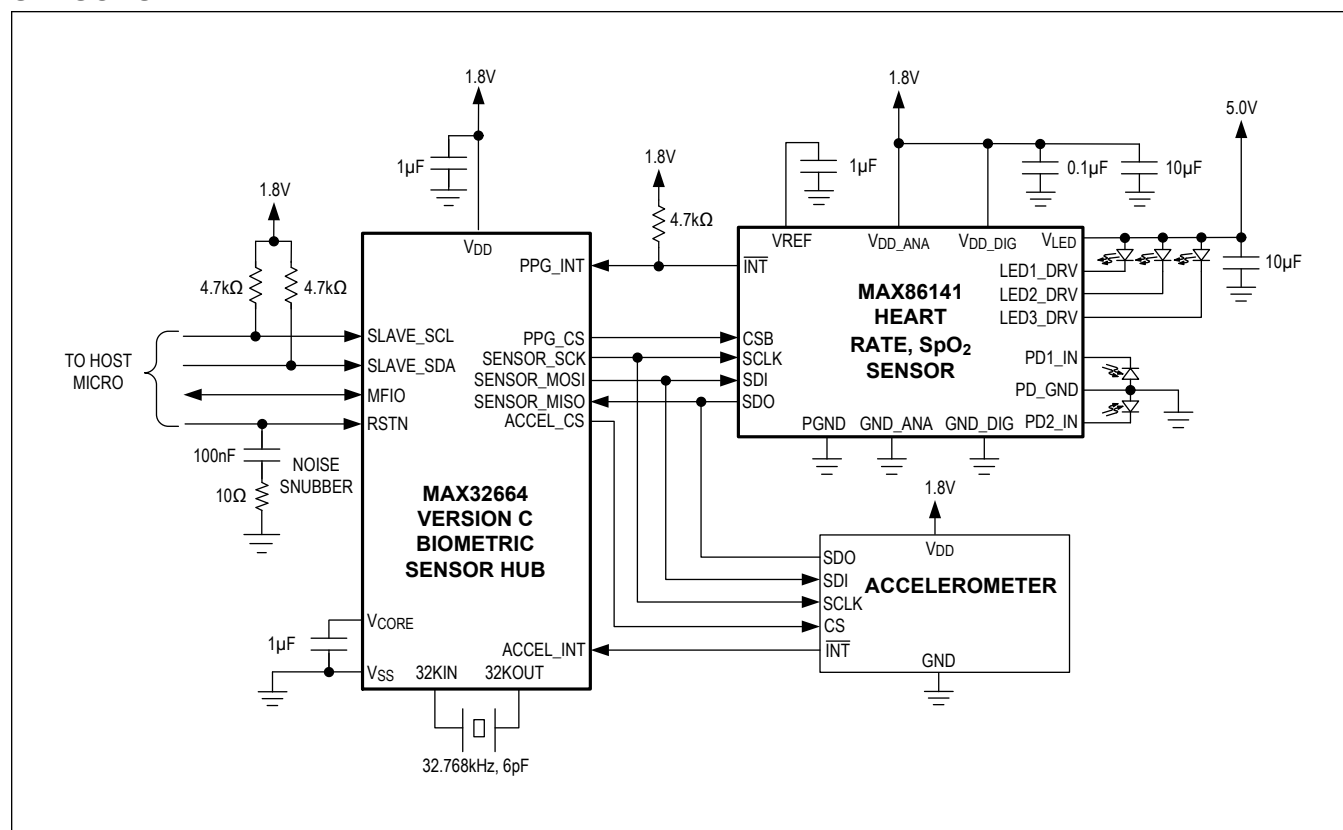 1.8V
1µF
1.8V
4.7kΩ
4.7kΩ
TO HOST
MICRO
100nF
10Ω
NOISE
SNUBBER
VDD
PPG_INT
SLAVE_SCL
SLAVE_SDA
MFIO
RSTN
PPG_CS
SENSOR_SCK
SENSOR_MOSI
SENSOR_MISO
ACCEL_CS
MAX32664
VERSION C
BIOMETRIC
SENSOR HUB
VCORE
1µF
VSS
32KIN
32KOUT
ACCEL_INT
32.768kHz, 6pF
1.8V
4.7kΩ
1µF
1.8V
0.1µF
10µF
5.0V
VREF
VDD_ANA
VDD_DIG
VLED
INT
LED1_DRV
LED2_DRV
LED3_DRV
10µF
MAX86141
HEART
RATE, SpO2
SENSOR
CSB
SCLK
SDI
SDO
PD1_IN
PD_GND
PD2_IN
PGND
GND_ANA
GND_DIG
1.8V
VDD
SDO
SDI
SCLK
CS
INT
ACCELEROMETER
GND